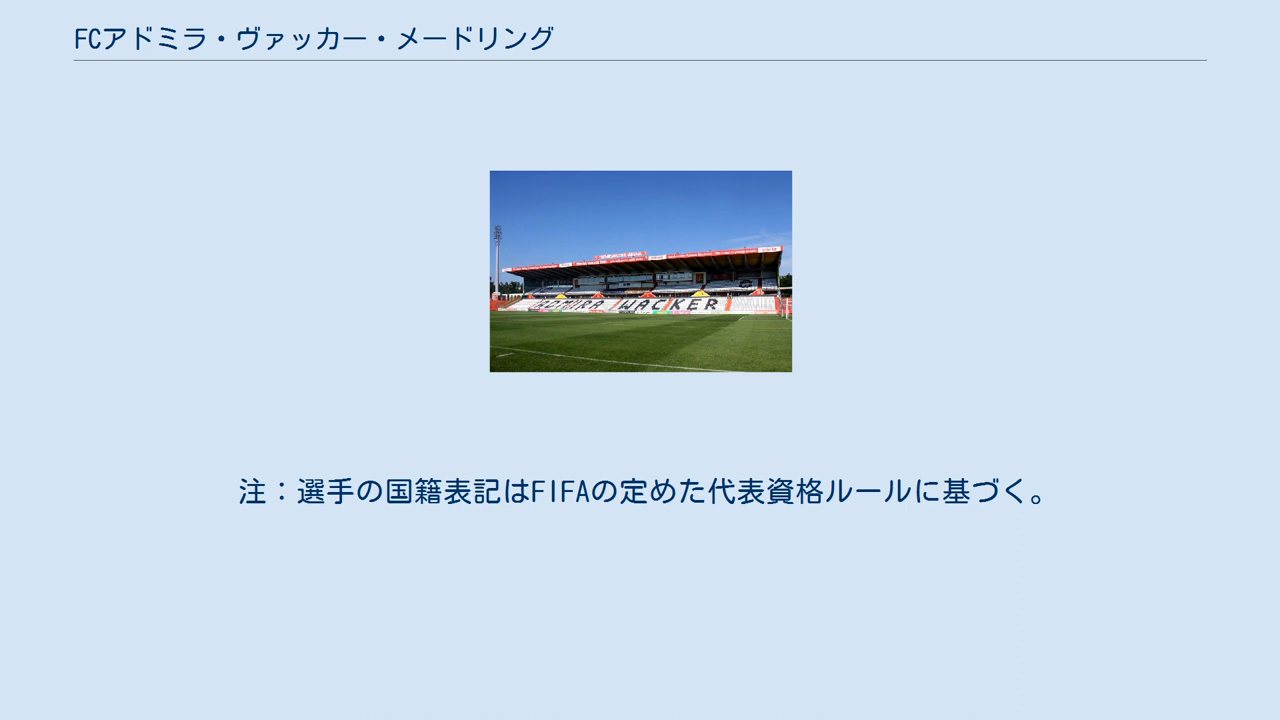 FCアドミラ・ヴァッカー・メードリング
ADMIRA WACKER
注：選手の国籍表記はFIFAの定めた代表資格ルールに基づく。